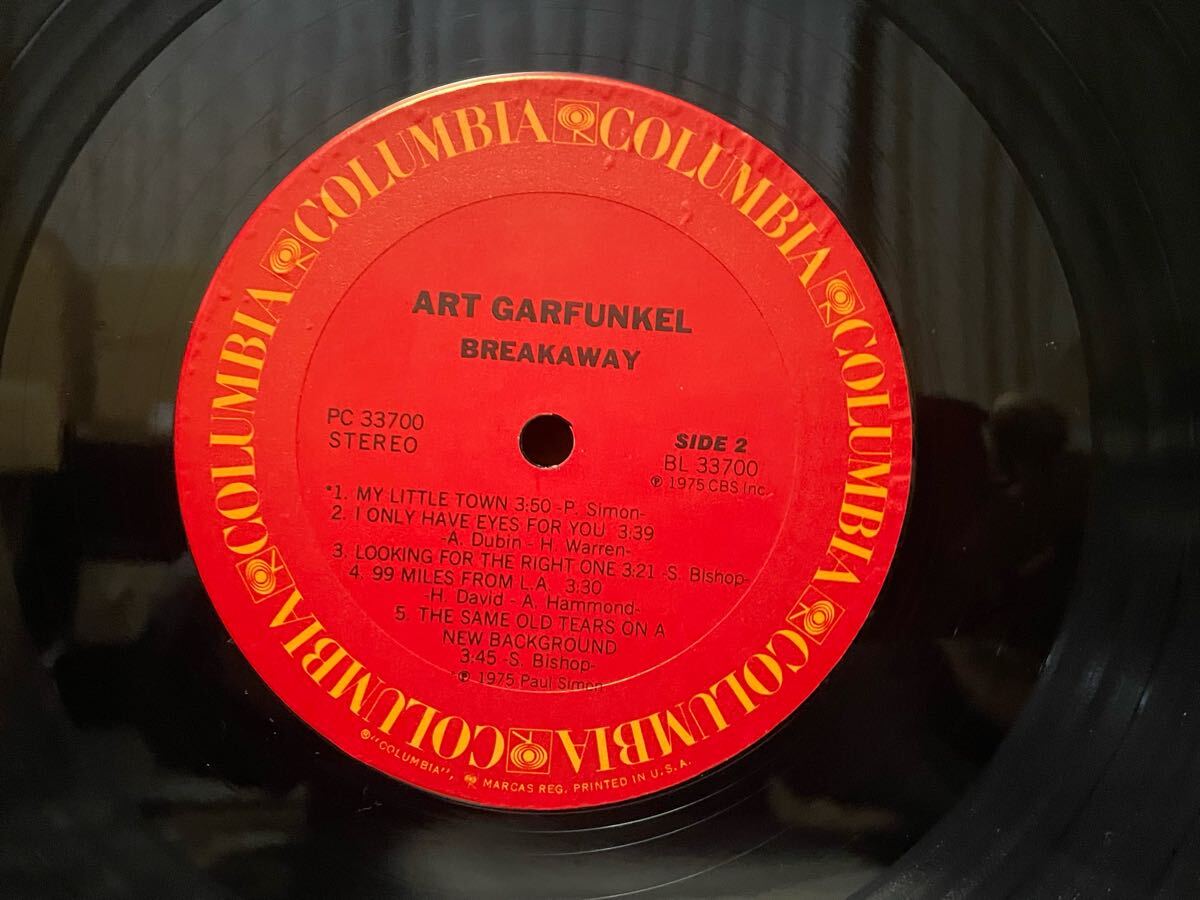 COLUMBIA COLUMBIA COLUMBIA COLUMBIA COLUMBIA COLUMBIA
ART GARFUNKEL
BREAKAWAY
PC 33700
STEREO
SIDE 2
BL 33700
℗ 1975 CBS Inc.
*1. MY LITTLE TOWN 3:50 -P. Simon-
2. I ONLY HAVE EYES FOR YOU 3:39
-A. Dubin - H. Warren-
3. LOOKING FOR THE RIGHT ONE 3:21 -S. Bishop-
4. 99 MILES FROM L.A. 3:30
-H. David - A. Hammond-
5. THE SAME OLD TEARS ON A
NEW BACKGROUND
3:45 -S. Bishop-
*℗ 1975 Paul Simon
®"COLUMBIA", MARCAS REG. PRINTED IN U.S.A.